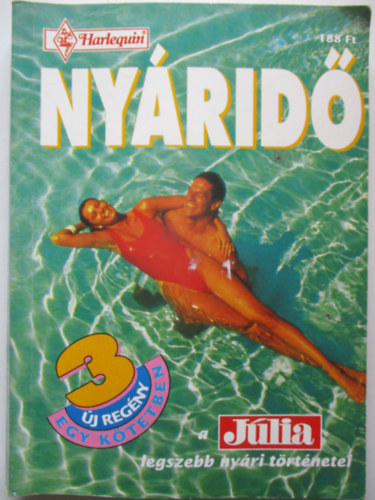 Harlequin®
188 Ft
NYÁRIDŐ
3
ÚJ REGÉNY
EGY KÖTETBEN
a
Júlia
legszebb nyári történetei